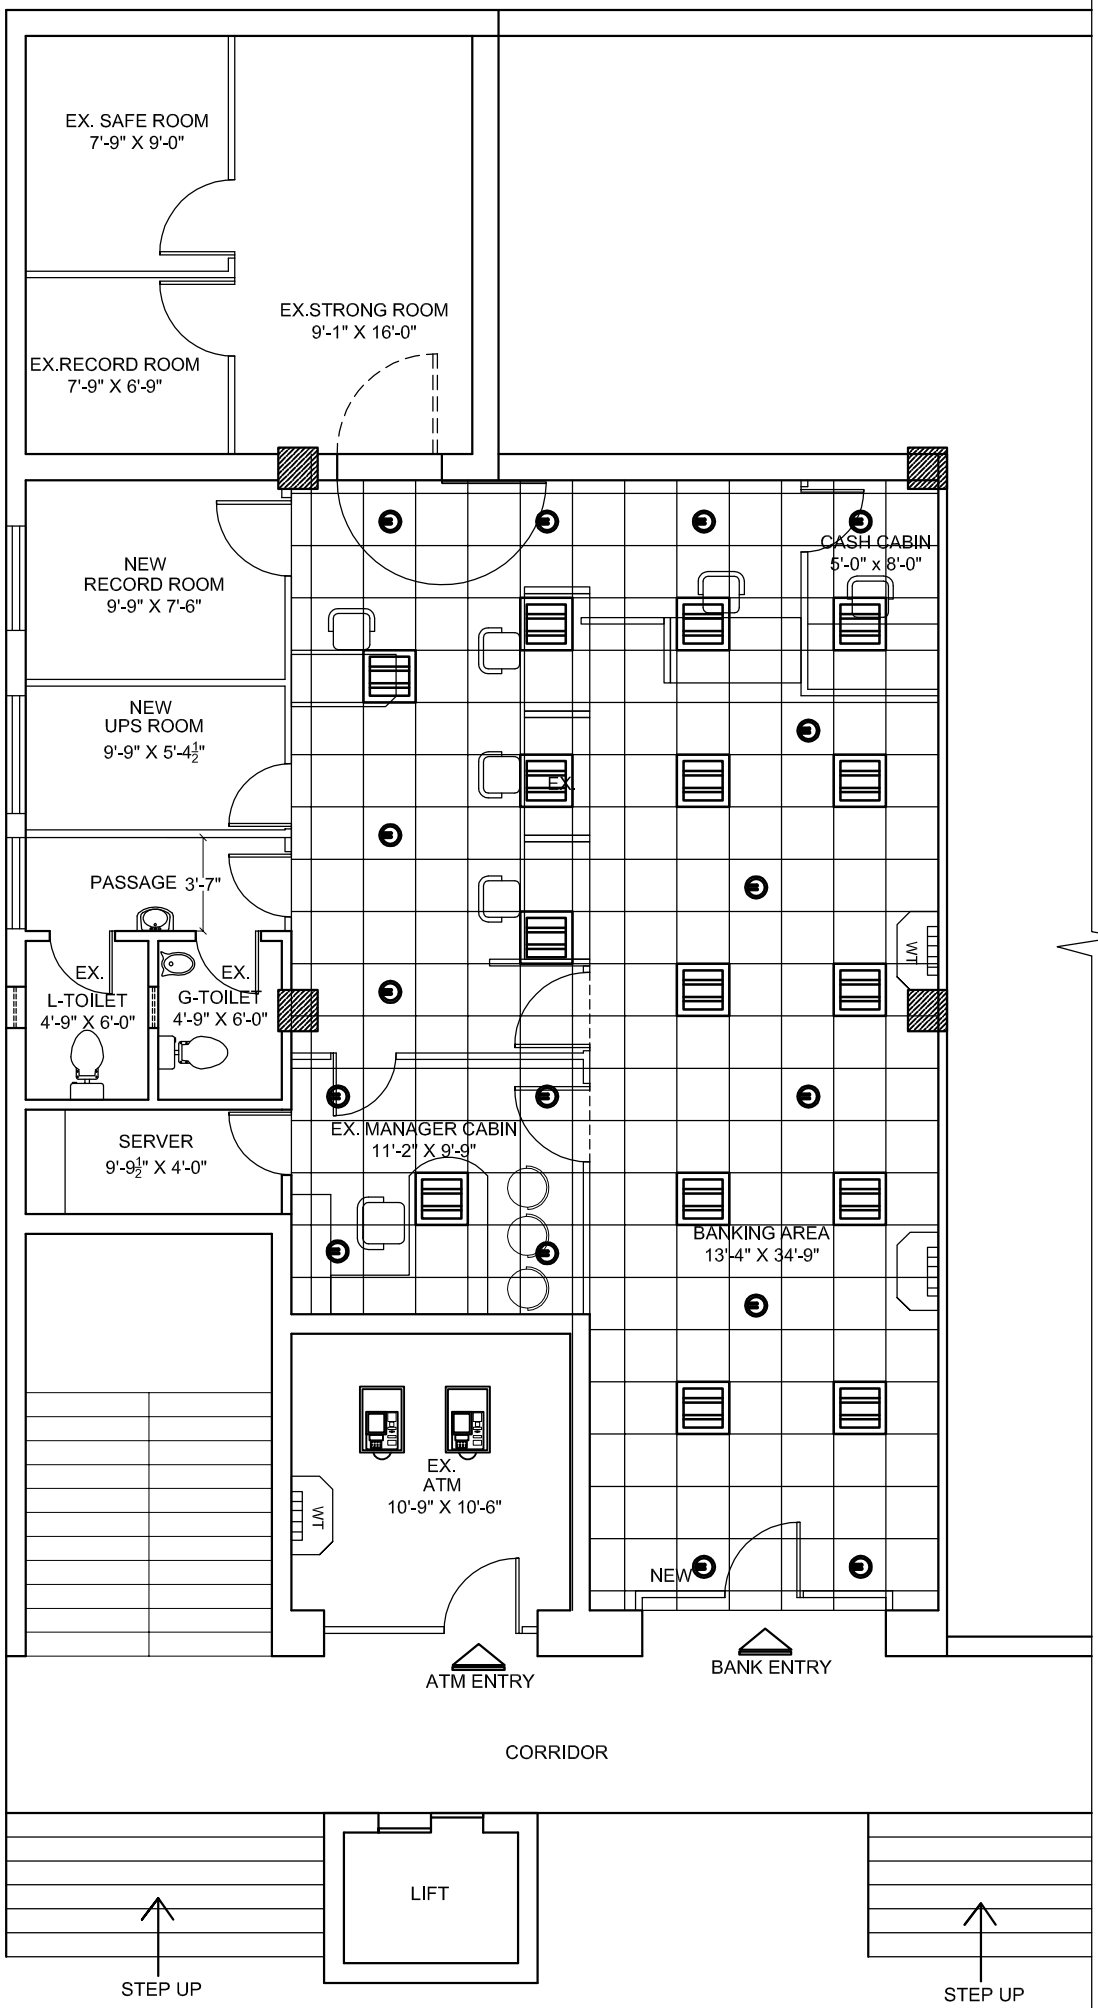 EX. SAFE ROOM
7'-9" X 9'-0"
EX.STRONG ROOM
9'-1" X 16'-0"
EX.RECORD ROOM
7'-9" X 6'-9"
CASH CABIN
5'-0" x 8'-0"
NEW
RECORD ROOM
9'-9" X 7'-6"
NEW
UPS ROOM
9'-9" X 5'-4½"
EX.
PASSAGE 3'-7"
WT
EX.
L-TOILET
4'-9" X 6'-0"
EX.
G-TOILET
4'-9" X 6'-0"
EX. MANAGER CABIN
11'-2" X 9'-9"
SERVER
9'-9½" X 4'-0"
BANKING AREA
13'-4" X 34'-9"
EX.
ATM
10'-9" X 10'-6"
WT
NEW
ATM ENTRY
BANK ENTRY
CORRIDOR
LIFT
STEP UP
STEP UP